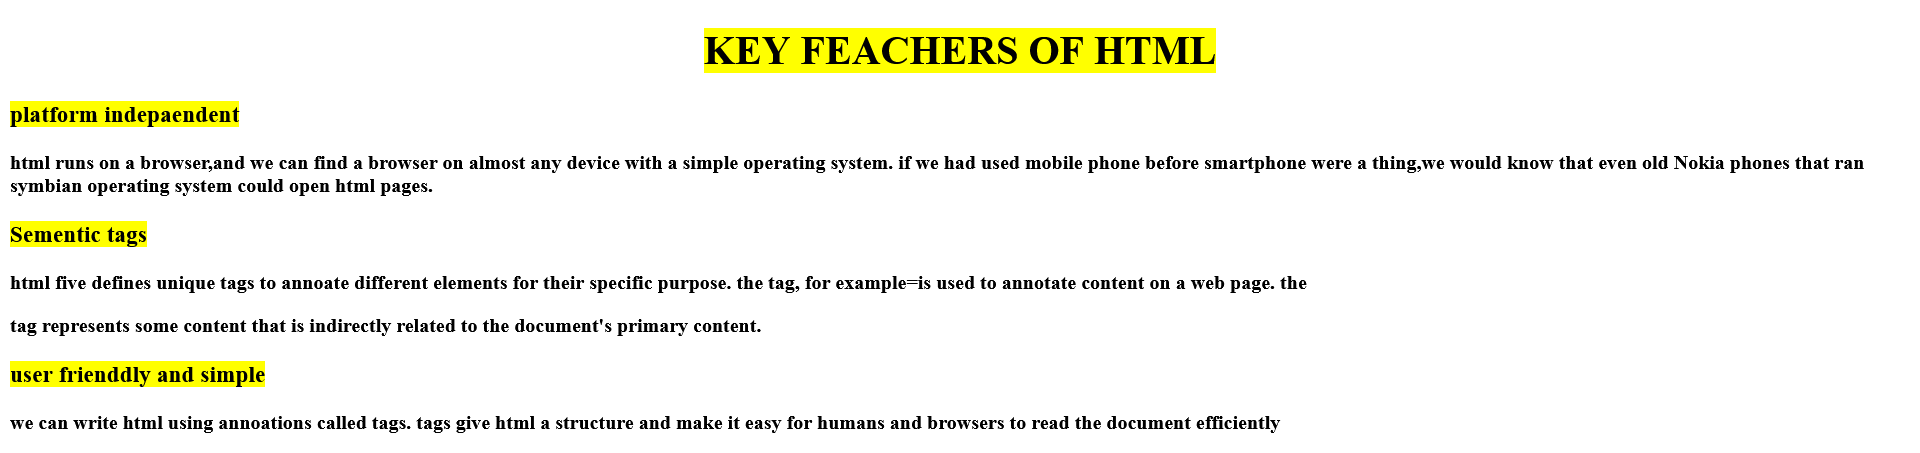 KEY FEACHERS OF HTML
platform indepaendent
html runs on a browser,and we can find a browser on almost any device with a simple operating system. if we had used mobile phone before smartphone were a thing,we would know that even old Nokia phones that ran
symbian operating system could open html pages.
Sementic tags
html five defines unique tags to annoate different elements for their specific purpose. the tag, for example=is used to annotate content on a web page. the
tag represents some content that is indirectly related to the document's primary content.
user frienddly and simple
we can write html using annoations called tags. tags give html a structure and make it easy for humans and browsers to read the document efficiently